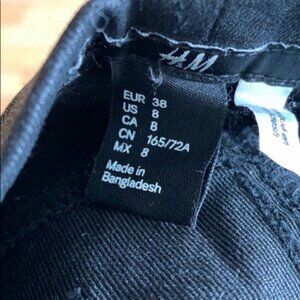 H&M
EUR 38
US 8
CA 8
CN 165/72A
MX 8
Made in
Bangladesh